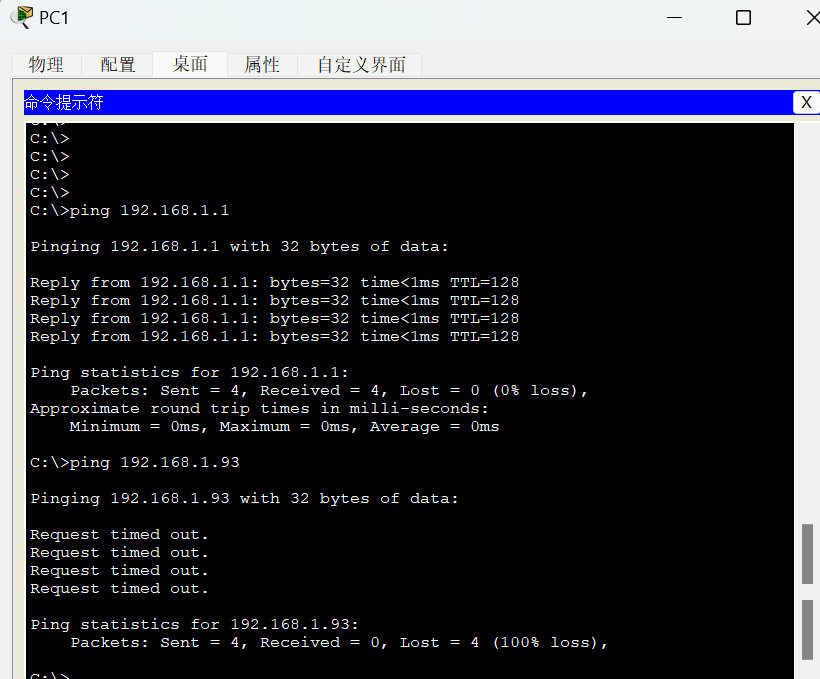 PC1
物理 配置 桌面 属性 自定义界面
命令提示符 X
C:\>
C:\>
C:\>
C:\>
C:\>
C:\>ping 192.168.1.1
Pinging 192.168.1.1 with 32 bytes of data:
Reply from 192.168.1.1: bytes=32 time<1ms TTL=128
Reply from 192.168.1.1: bytes=32 time<1ms TTL=128
Reply from 192.168.1.1: bytes=32 time<1ms TTL=128
Reply from 192.168.1.1: bytes=32 time<1ms TTL=128
Ping statistics for 192.168.1.1:
Packets: Sent = 4, Received = 4, Lost = 0 (0% loss),
Approximate round trip times in milli-seconds:
Minimum = 0ms, Maximum = 0ms, Average = 0ms
C:\>ping 192.168.1.93
Pinging 192.168.1.93 with 32 bytes of data:
Request timed out.
Request timed out.
Request timed out.
Request timed out.
Ping statistics for 192.168.1.93:
Packets: Sent = 4, Received = 0, Lost = 4 (100% loss),
C:\>